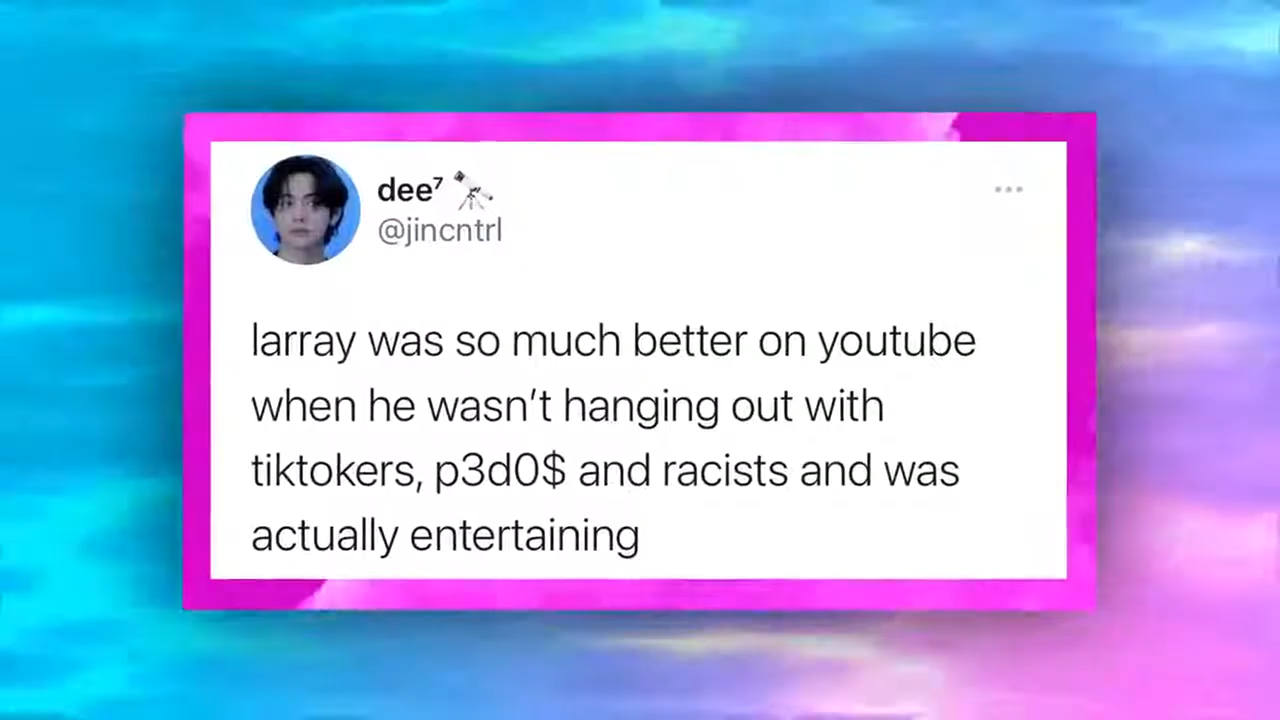 dee⁷ 🔭
@jincntrl
larray was so much better on youtube
when he wasn’t hanging out with
tiktokers, p3d0$ and racists and was
actually entertaining